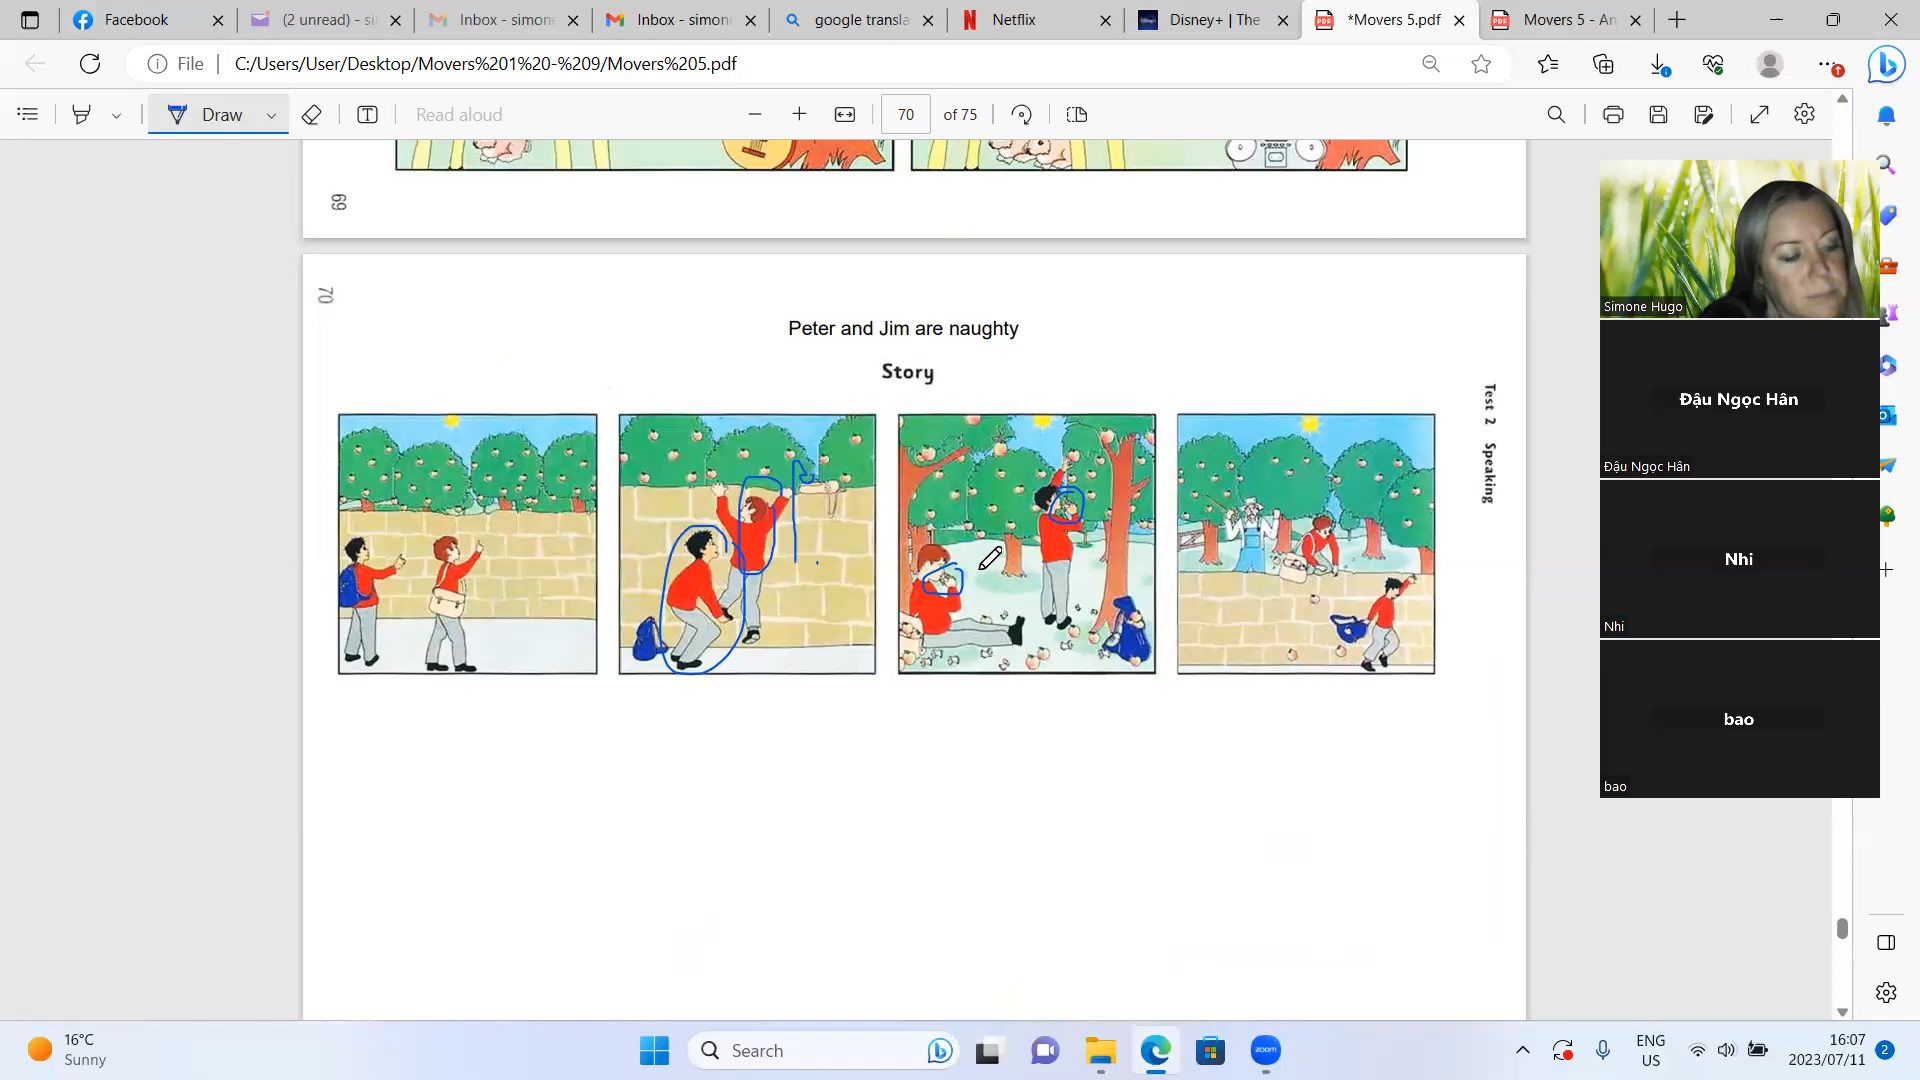 Facebook
(2 unread) - si
Inbox - simone
Inbox - simon
google transla
Netflix
Disney+ | The
*Movers 5.pdf
Movers 5 - An
File
C:/Users/User/Desktop/Movers%201%20-%209/Movers%205.pdf
Draw
Read aloud
70
of 75
69
70
Peter and Jim are naughty
Story
Test 2 Speaking
Simone Hugo
Đậu Ngọc Hân
Đậu Ngọc Hân
Nhi
Nhi
bao
bao
16°C
Sunny
Search
zoom
ENG
US
16:07
2023/07/11
2